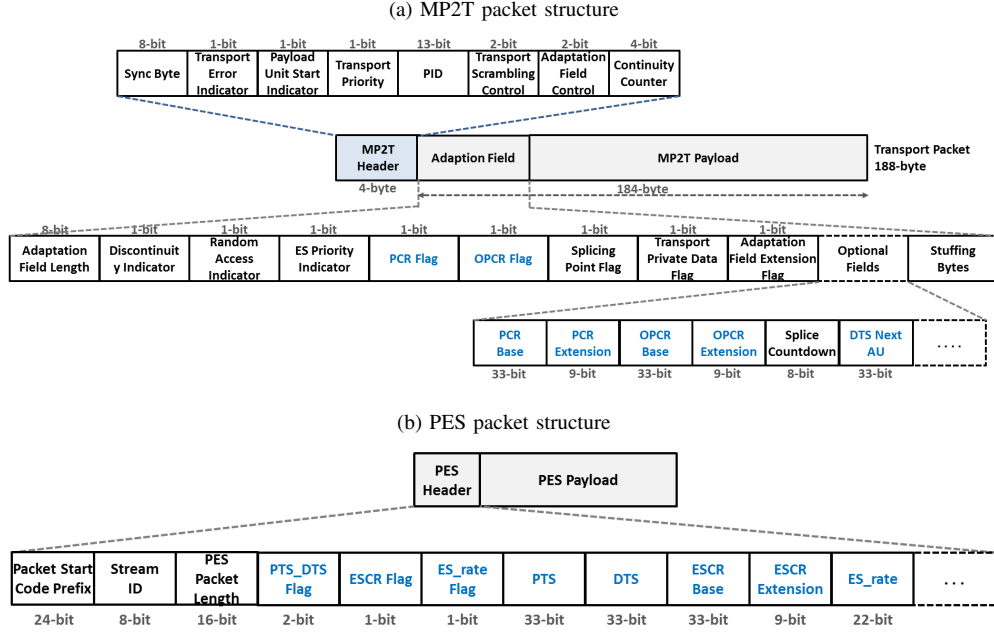 (a) MP2T packet structure
8-bit 1-bit 1-bit 1-bit 13-bit 2-bit 2-bit 4-bit
Sync Byte
Transport
Error
Indicator
Payload
Unit Start
Indicator
Transport
Priority
PID
Transport
Scrambling
Control
Adaptation
Field
Control
Continuity
Counter
MP2T
Header
Adaption Field
MP2T Payload
Transport Packet
188-byte
4-byte
184-byte
8-bit 1-bit 1-bit 1-bit 1-bit 1-bit 1-bit 1-bit 1-bit
Adaptation
Field Length
Discontinuit
y Indicator
Random
Access
Indicator
ES Priority
Indicator
PCR Flag
OPCR Flag
Splicing
Point Flag
Transport
Private Data
Flag
Adaptation
Field Extension
Flag
Optional
Fields
Stuffing
Bytes
PCR
Base
PCR
Extension
OPCR
Base
OPCR
Extension
Splice
Countdown
DTS Next
AU
....
33-bit 9-bit 33-bit 9-bit 8-bit 33-bit
(b) PES packet structure
PES
Header
PES Payload
Packet Start
Code Prefix
Stream
ID
PES
Packet
Length
PTS_DTS
Flag
ESCR Flag
ES_rate
Flag
PTS
DTS
ESCR
Base
ESCR
Extension
ES_rate
...
24-bit 8-bit 16-bit 2-bit 1-bit 1-bit 33-bit 33-bit 33-bit 9-bit 22-bit